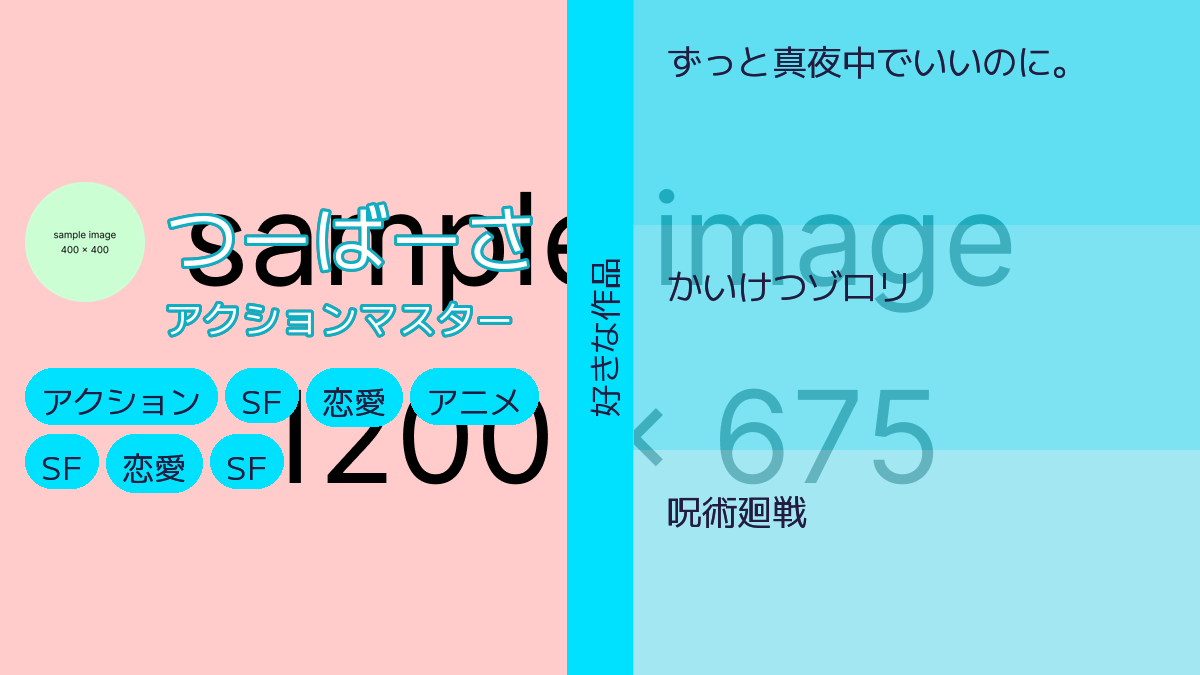 sample image
1200 × 675
sample image
400 × 400
つーばーさ
アクションマスター
アクション SF 恋愛 アニメ
SF 恋愛 SF
好きな作品
ずっと真夜中でいいのに。
かいけつゾロリ
呪術廻戦